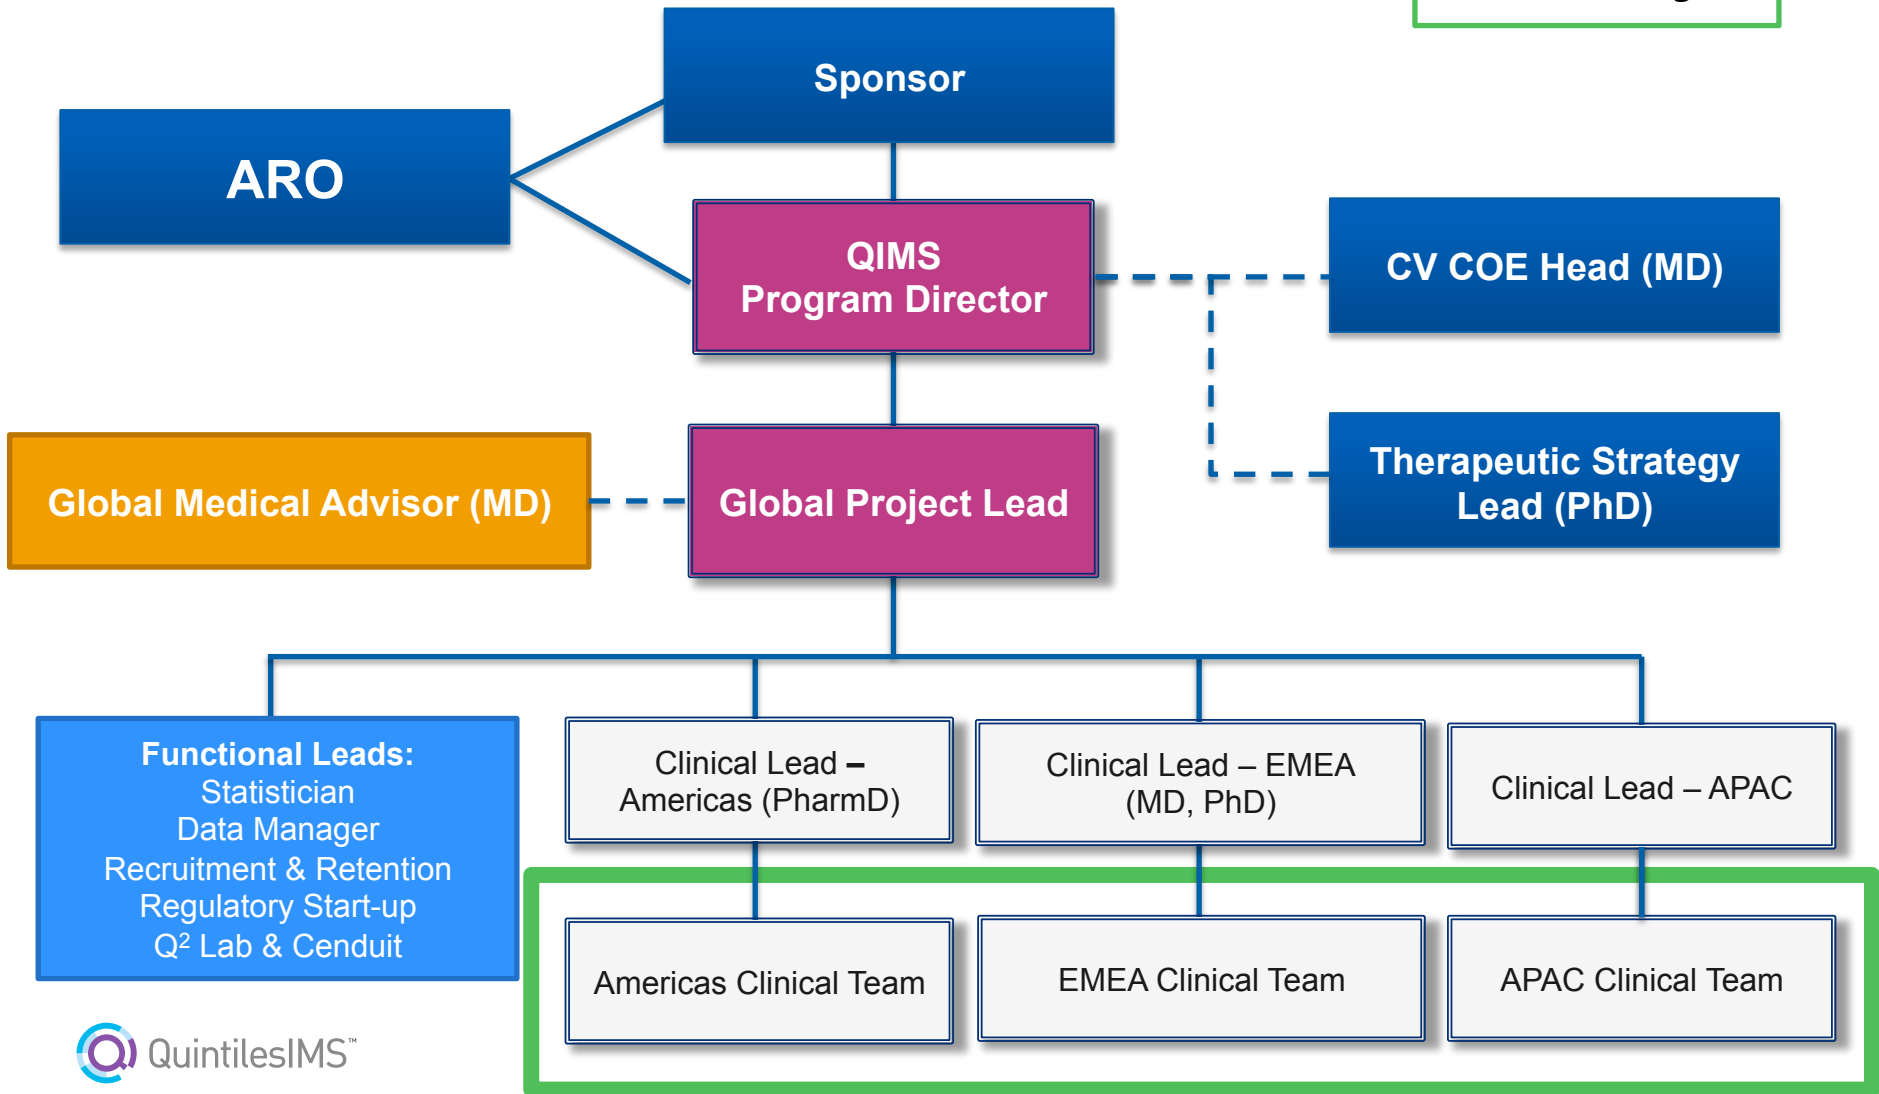 Sponsor
ARO
QIMS
Program Director
CV COE Head (MD)
Therapeutic Strategy
Lead (PhD)
Global Medical Advisor (MD)
Global Project Lead
Functional Leads:
Statistician
Data Manager
Recruitment & Retention
Regulatory Start-up
Q² Lab & Cenduit
Clinical Lead –
Americas (PharmD)
Clinical Lead – EMEA
(MD, PhD)
Clinical Lead – APAC
Americas Clinical Team
EMEA Clinical Team
APAC Clinical Team
QuintilesIMS™